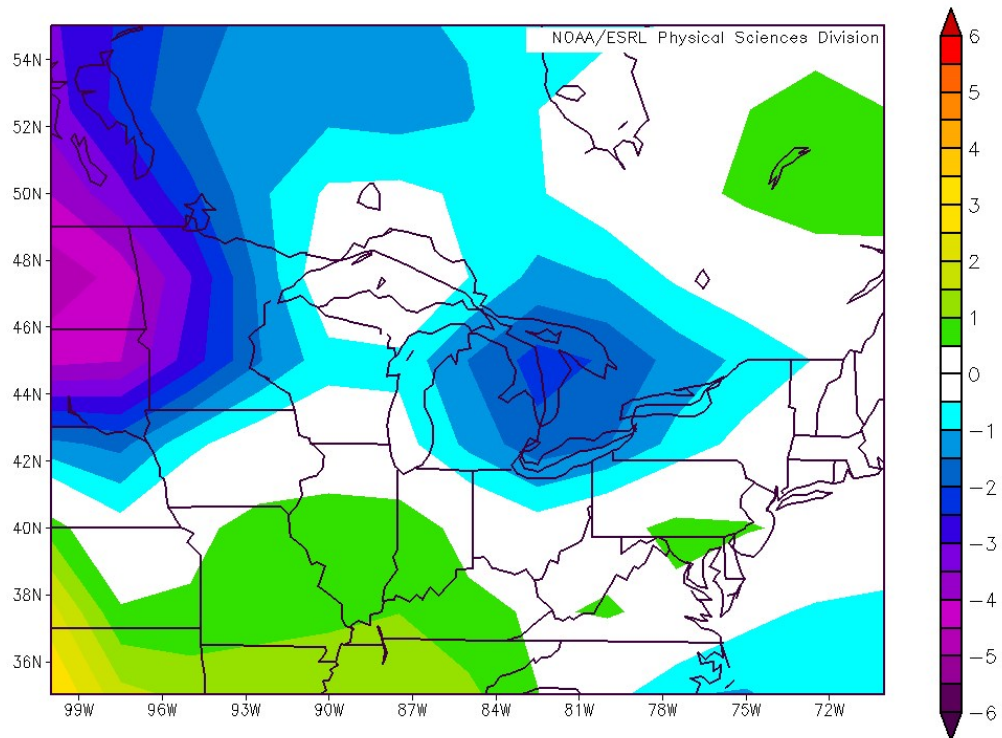 NOAA/ESRL Physical Sciences Division
54N
52N
50N
48N
46N
44N
42N
40N
38N
36N
99W 96W 93W 90W 87W 84W 81W 78W 75W 72W
6
5
4
3
2
1
0
-1
-2
-3
-4
-5
-6